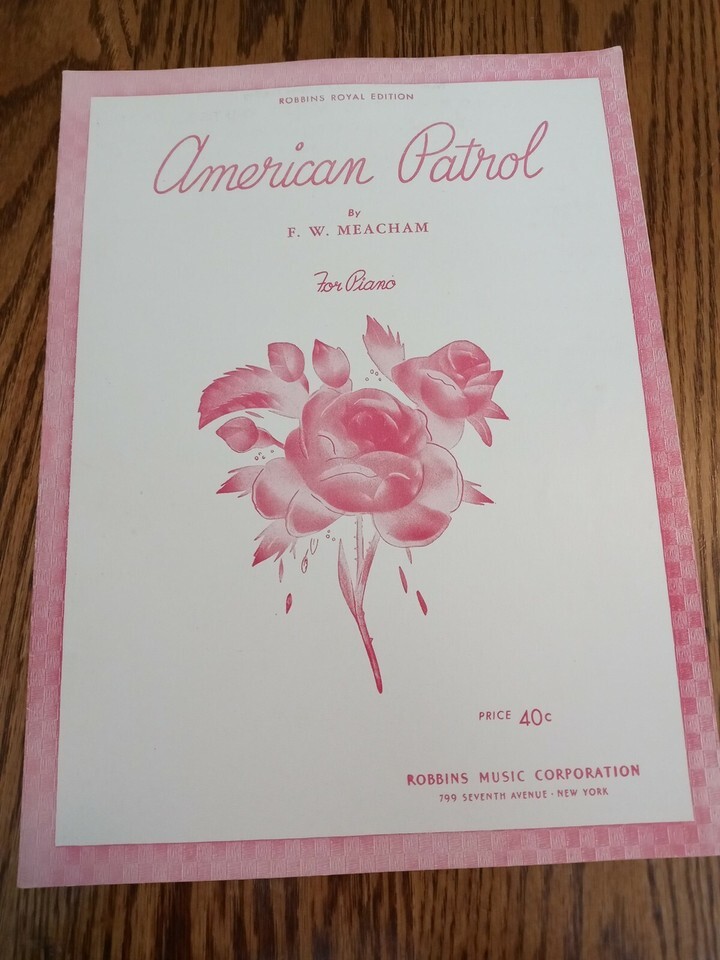 ROBBINS ROYAL EDITION
American Patrol
By
F. W. MEACHAM
For Piano
PRICE 40c
ROBBINS MUSIC CORPORATION
799 SEVENTH AVENUE · NEW YORK